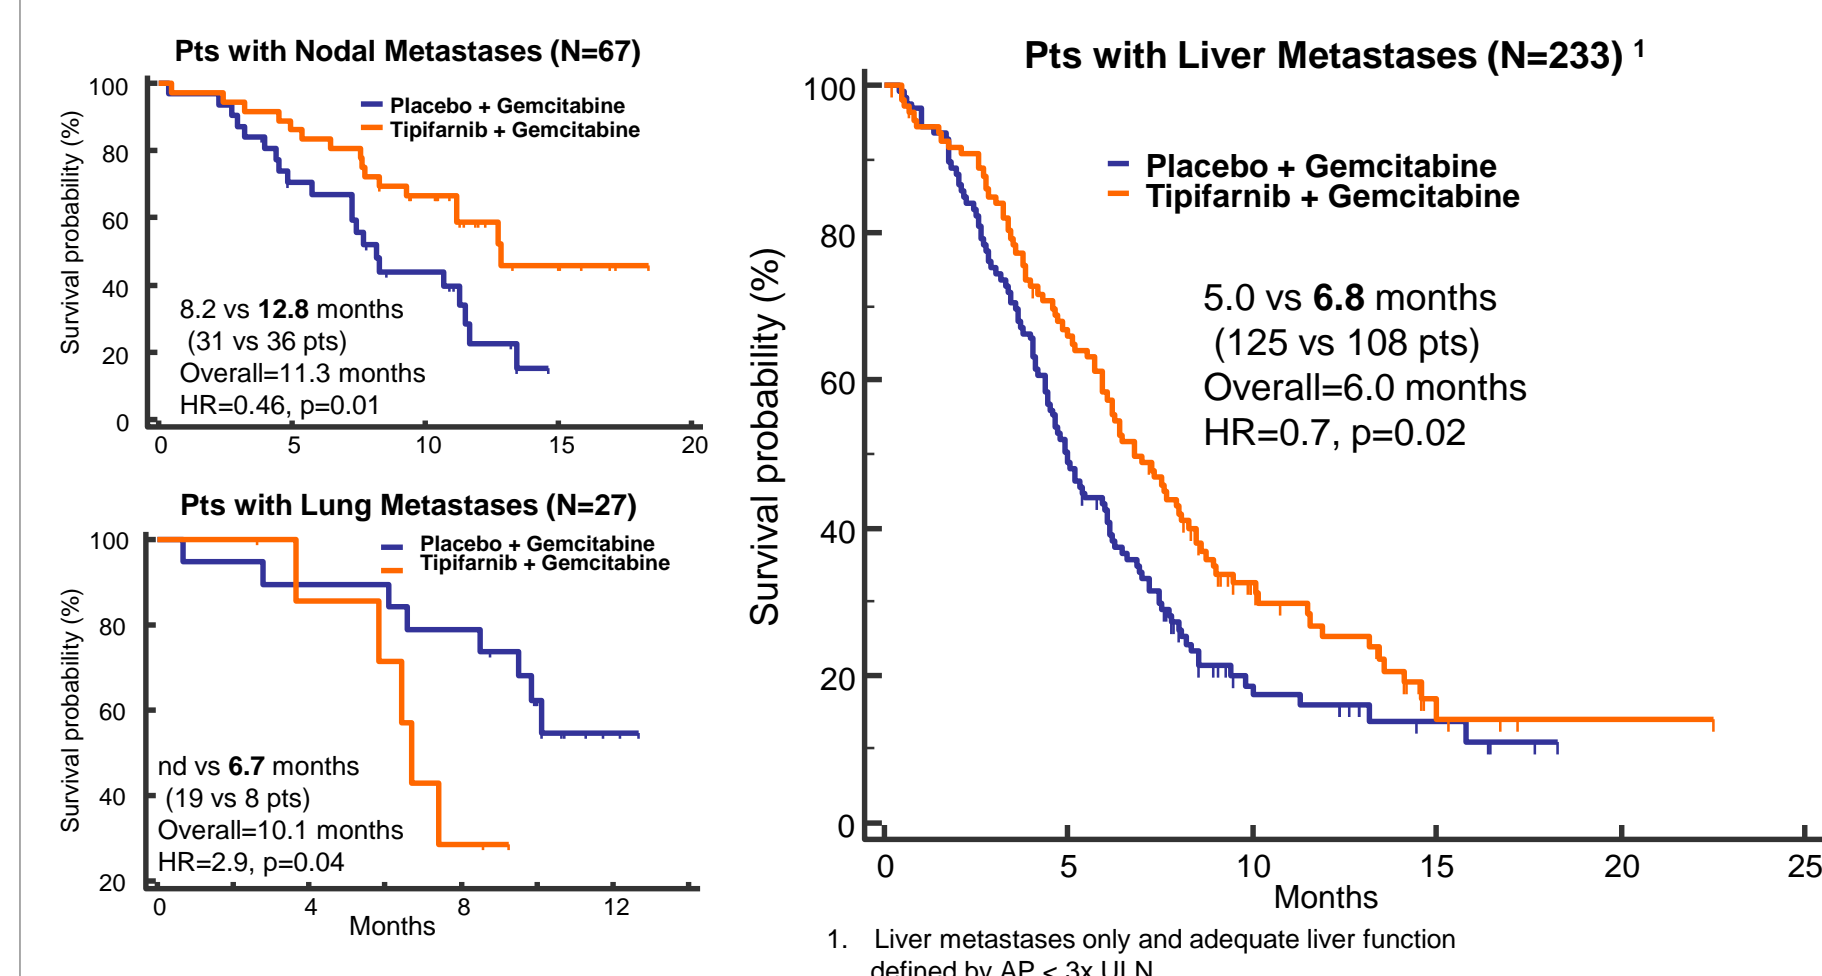 Pts with Nodal Metastases (N=67)
Survival probability (%)
100
80
60
40
20
0
Placebo + Gemcitabine
Tipifarnib + Gemcitabine
8.2 vs 12.8 months
(31 vs 36 pts)
Overall=11.3 months
HR=0.46, p=0.01
0 5 10 15 20
Pts with Lung Metastases (N=27)
Survival probability (%)
100
80
60
40
20
Placebo + Gemcitabine
Tipifarnib + Gemcitabine
nd vs 6.7 months
(19 vs 8 pts)
Overall=10.1 months
HR=2.9, p=0.04
0 4 8 12
Months
Pts with Liver Metastases (N=233) 1
Survival probability (%)
100
80
60
40
20
0
Placebo + Gemcitabine
Tipifarnib + Gemcitabine
5.0 vs 6.8 months
(125 vs 108 pts)
Overall=6.0 months
HR=0.7, p=0.02
0 5 10 15 20 25
Months
1. Liver metastases only and adequate liver function
defined by AP < 3x ULN